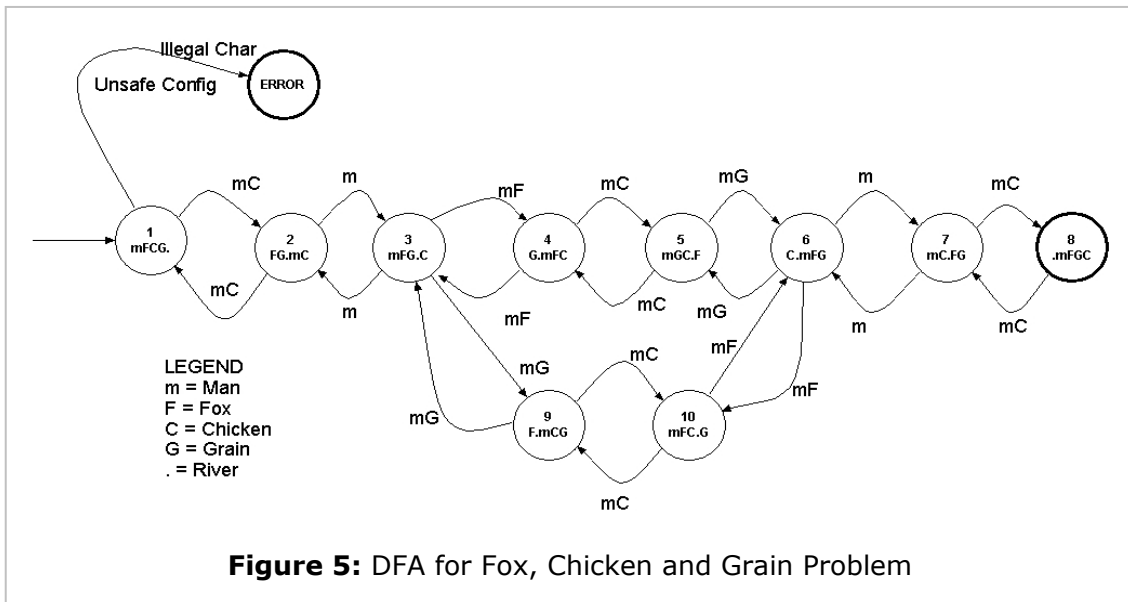 Illegal Char
Unsafe Config
ERROR
mC
m
mF
mC
mG
m
mC
1
mFCG.
2
FG.mC
3
mFG.C
4
G.mFC
5
mGC.F
6
C.mFG
7
mC.FG
8
.mFGC
mC
m
mF
mC
mG
m
mC
mG
mC
mF
mG
mF
9
F.mCG
10
mFC.G
mC
LEGEND
m = Man
F = Fox
C = Chicken
G = Grain
. = River
Figure 5: DFA for Fox, Chicken and Grain Problem